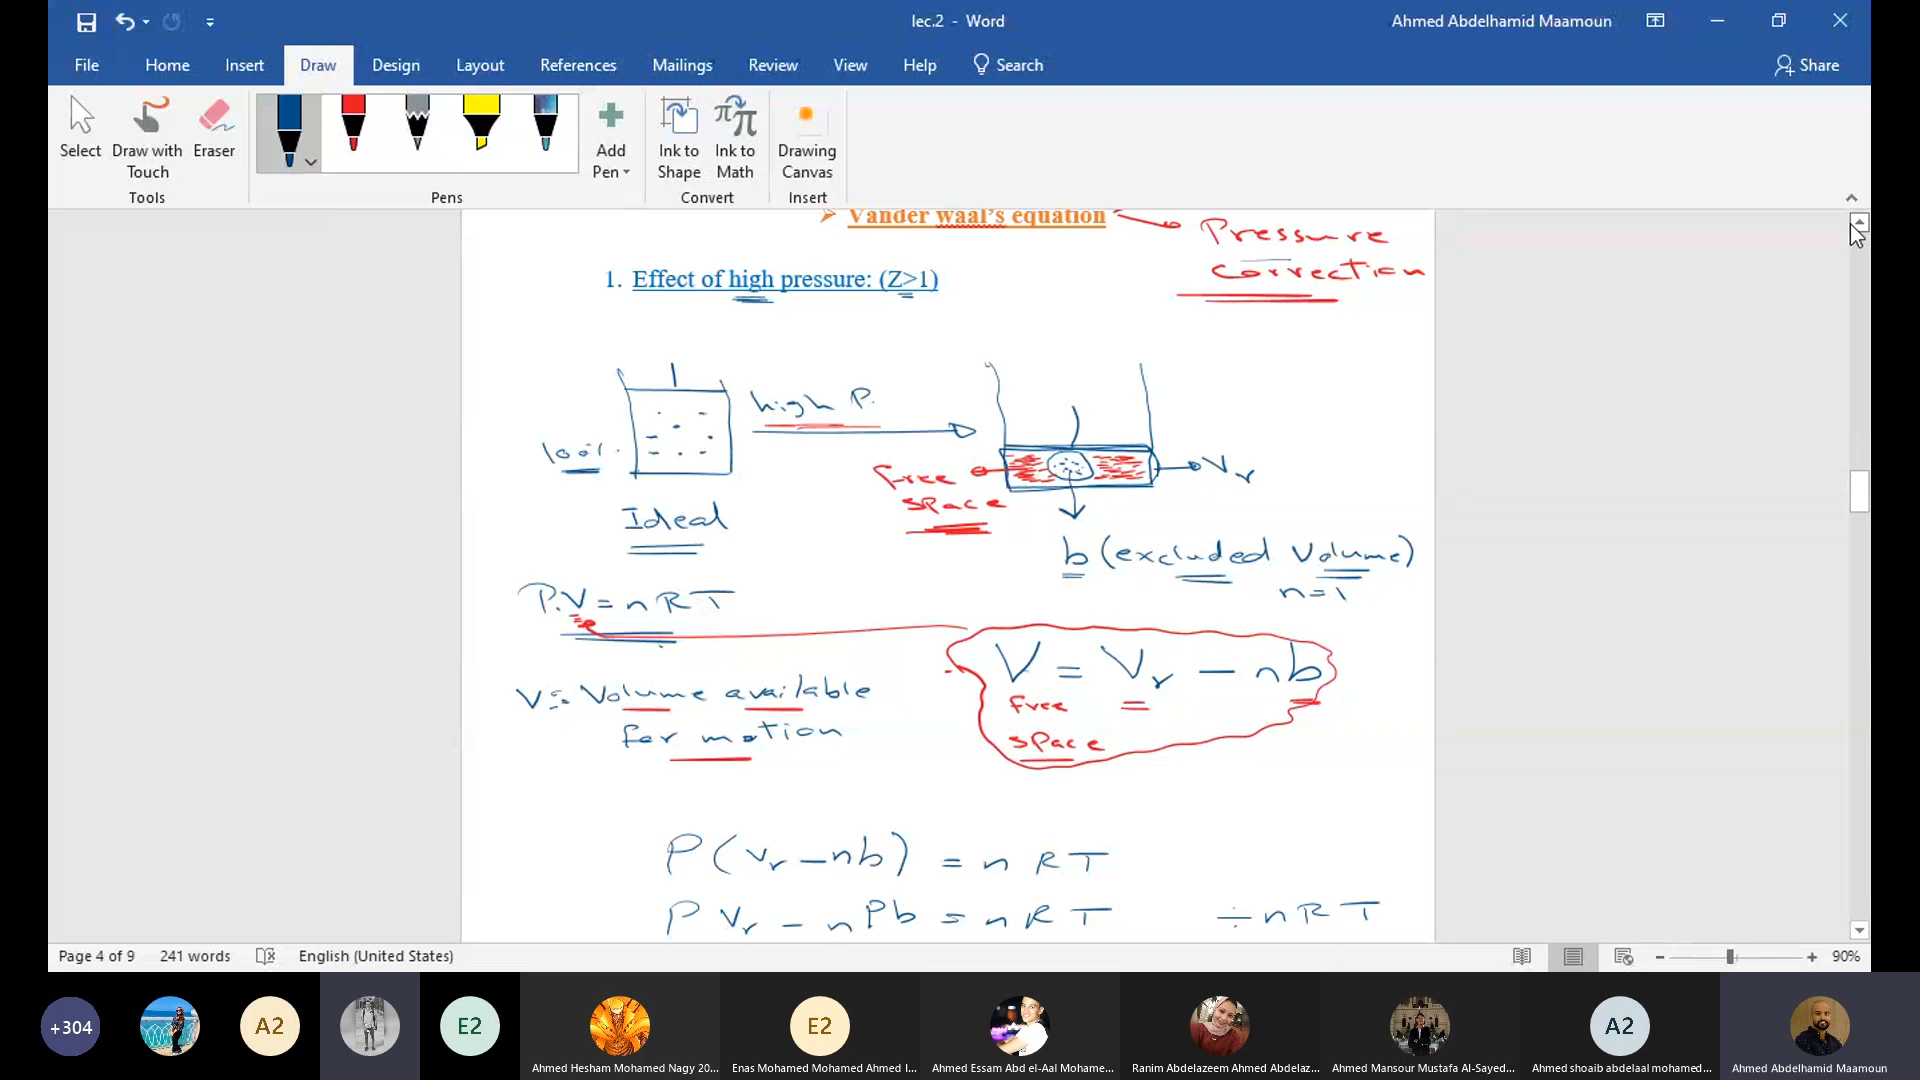 lec.2 - Word
Ahmed Abdelhamid Maamoun
File Home Insert Draw Design Layout References Mailings Review View Help Search Share
Select
Draw with Touch
Eraser
Add Pen
Ink to Shape
Ink to Math
Drawing Canvas
Tools Pens Convert Insert
Vander waal's equation
Pressure
correction
1. Effect of high pressure: (Z>1)
high P.
100%
free
space
Vr
Ideal
b (excluded Volume)
n=1
P.V = nRT
V = Vr - nb
free
space
V: Volume available
for motion
P (Vr - nb) = n R T
P Vr - nPb = n R T ÷ n R T
Page 4 of 9 241 words English (United States) 90%
+304 A2 E2 E2 A2
Ahmed Hesham Mohamed Nagy 20...
Enas Mohamed Mohamed Ahmed I...
Ahmed Essam Abd el-Aal Mohame...
Ranim Abdelazeem Ahmed Abdelaz...
Ahmed Mansour Mustafa Al-Sayed...
Ahmed shoaib abdelaal mohamed...
Ahmed Abdelhamid Maamoun